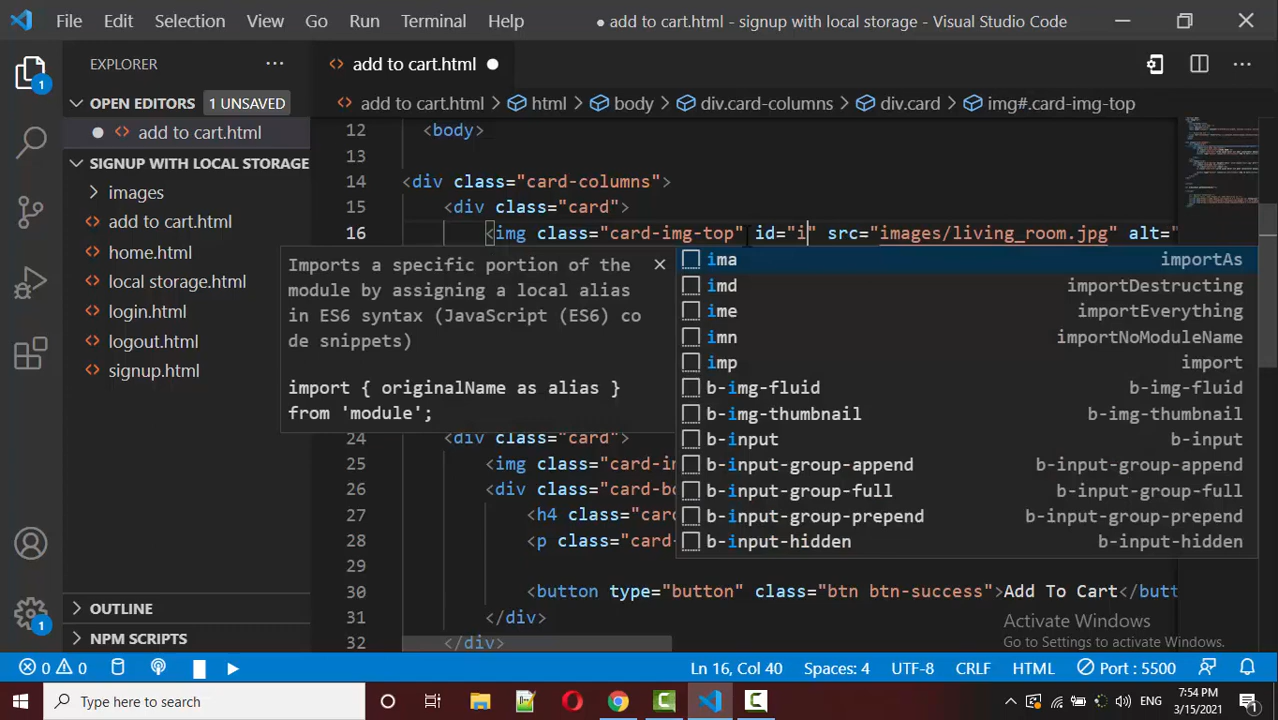 File Edit Selection View Go Run Terminal Help ● add to cart.html - signup with local storage - Visual Studio Code
EXPLORER
add to cart.html
OPEN EDITORS 1 UNSAVED
add to cart.html > html > body > div.card-columns > div.card > img#.card-img-top
add to cart.html
SIGNUP WITH LOCAL STORAGE
images
add to cart.html
home.html
local storage.html
login.html
logout.html
signup.html
OUTLINE
NPM SCRIPTS
12 <body>
13
14 <div class="card-columns">
15 <div class="card">
16 <img class="card-img-top" id="i" src="images/living_room.jpg" alt="
Imports a specific portion of the
module by assigning a local alias
in ES6 syntax (JavaScript (ES6) co
de snippets)
import { originalName as alias }
from 'module';
ima importAs
imd importDestructing
ime importEverything
imn importNoModuleName
imp import
b-img-fluid b-img-fluid
b-img-thumbnail b-img-thumbnail
b-input b-input
b-input-group-append b-input-group-append
b-input-group-full b-input-group-full
b-input-group-prepend b-input-group-prepend
b-input-hidden b-input-hidden
24 <div class="card">
25 <img class="card-i
26 <div class="card-b
27 <h4 class="car
28 <p class="card
29
30 <button type="button" class="btn btn-success">Add To Cart</butt
31 </div>
32 </div>
Activate Windows
Go to Settings to activate Windows.
1
1
0 0 Ln 16, Col 40 Spaces: 4 UTF-8 CRLF HTML Port : 5500
Type here to search
ENG
7:54 PM
3/15/2021
1